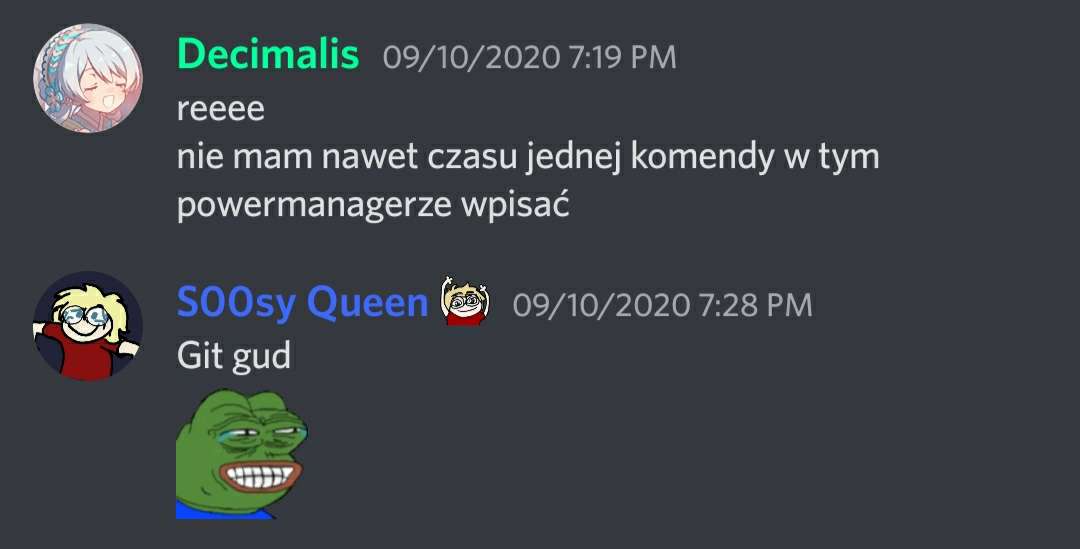 Decimalis 09/10/2020 7:19 PM
reeee
nie mam nawet czasu jednej komendy w tym
powermanagerze wpisać
S00sy Queen 09/10/2020 7:28 PM
Git gud